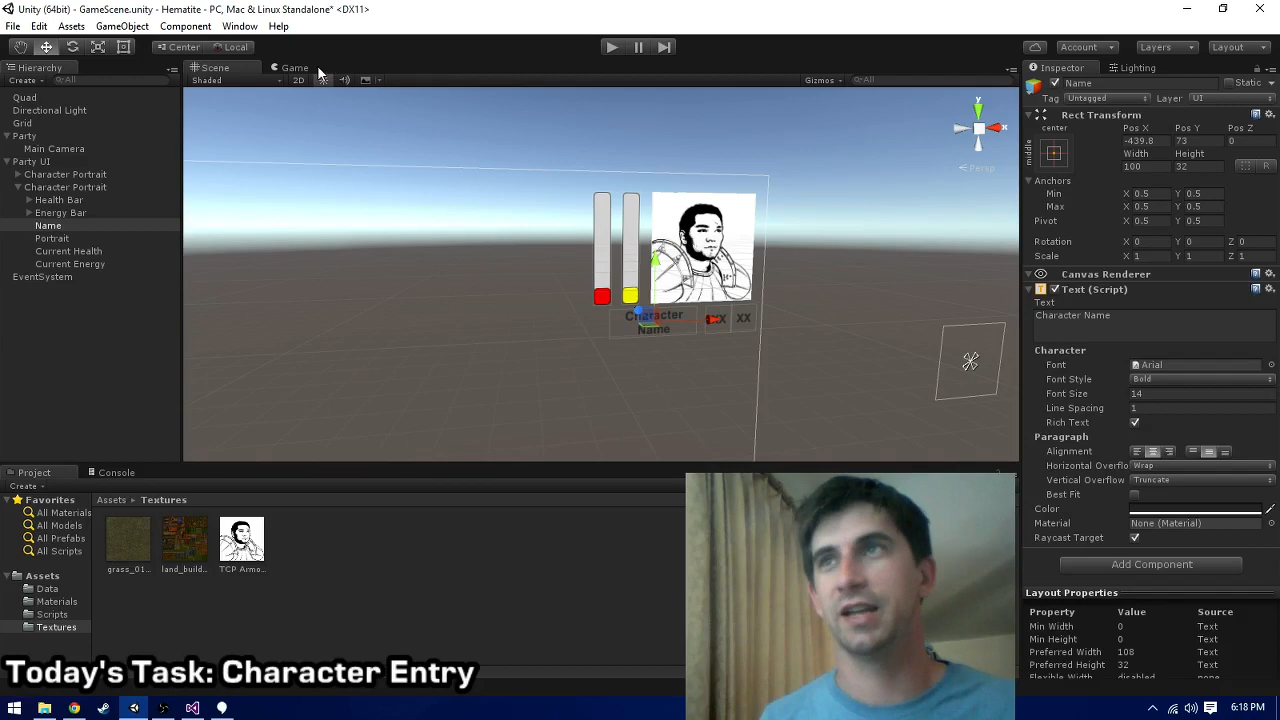 Unity (64bit) - GameScene.unity - Hematite - PC, Mac & Linux Standalone* <DX11>
File Edit Assets GameObject Component Window Help
Center Local Account Layers Layout
Hierarchy Scene Game Inspector Lighting
Create All Shaded 2D Gizmos All Name Static
Tag Untagged Layer UI
Quad
Directional Light
Grid
Party
Main Camera
Party UI
Character Portrait
Character Portrait
Health Bar
Energy Bar
Name
Portrait
Current Health
Current Energy
EventSystem
y
x
Persp
Character
Name
XX
Rect Transform
center Pos X Pos Y Pos Z
middle -439.8 73 0
Width Height
100 32
R
Anchors
Min X 0.5 Y 0.5
Max X 0.5 Y 0.5
Pivot X 0.5 Y 0.5
Rotation X 0 Y 0 Z 0
Scale X 1 Y 1 Z 1
Canvas Renderer
Text (Script)
Text
Character Name
Character
Font Arial
Font Style Bold
Font Size 14
Line Spacing 1
Rich Text
Paragraph
Alignment
Horizontal Overflo Wrap
Vertical Overflow Truncate
Best Fit
Color
Material None (Material)
Raycast Target
Add Component
Layout Properties
Property Value Source
Min Width 0 Text
Min Height 0 Text
Preferred Width 108 Text
Preferred Height 32 Text
Flexible Width disabled none
Project Console
Create
Favorites
All Materials
All Models
All Prefabs
All Scripts
Assets
Data
Materials
Scripts
Textures
Assets Textures
grass_01... land_build... TCP Armo...
Today's Task: Character Entry
6:18 PM